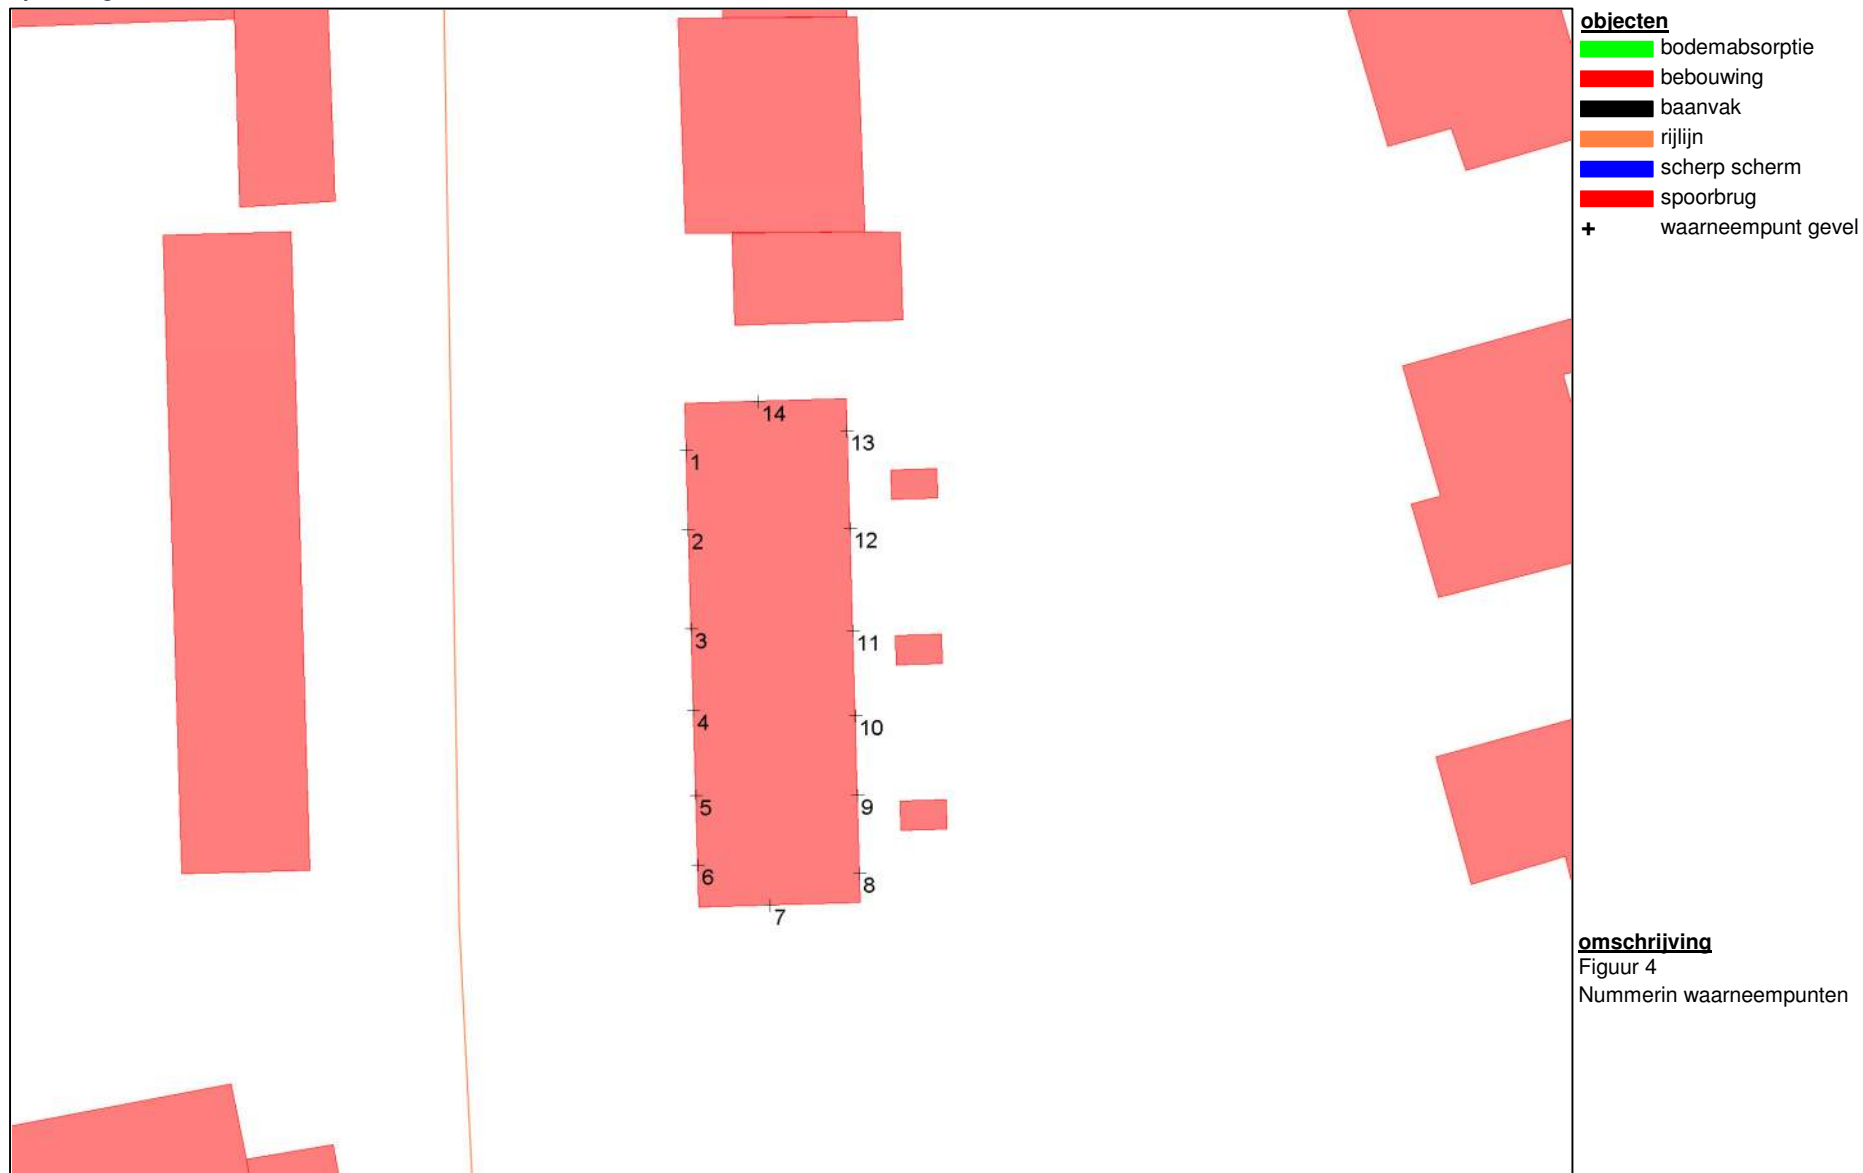 objecten
bodemabsorptie
bebouwing
baanvak
rijlijn
scherp scherm
spoorbrug
+ waarneempunt gevel
14
13
1
2
12
3
11
4
10
5
9
6
8
7
omschrijving
Figuur 4
Nummerin waarneempunten